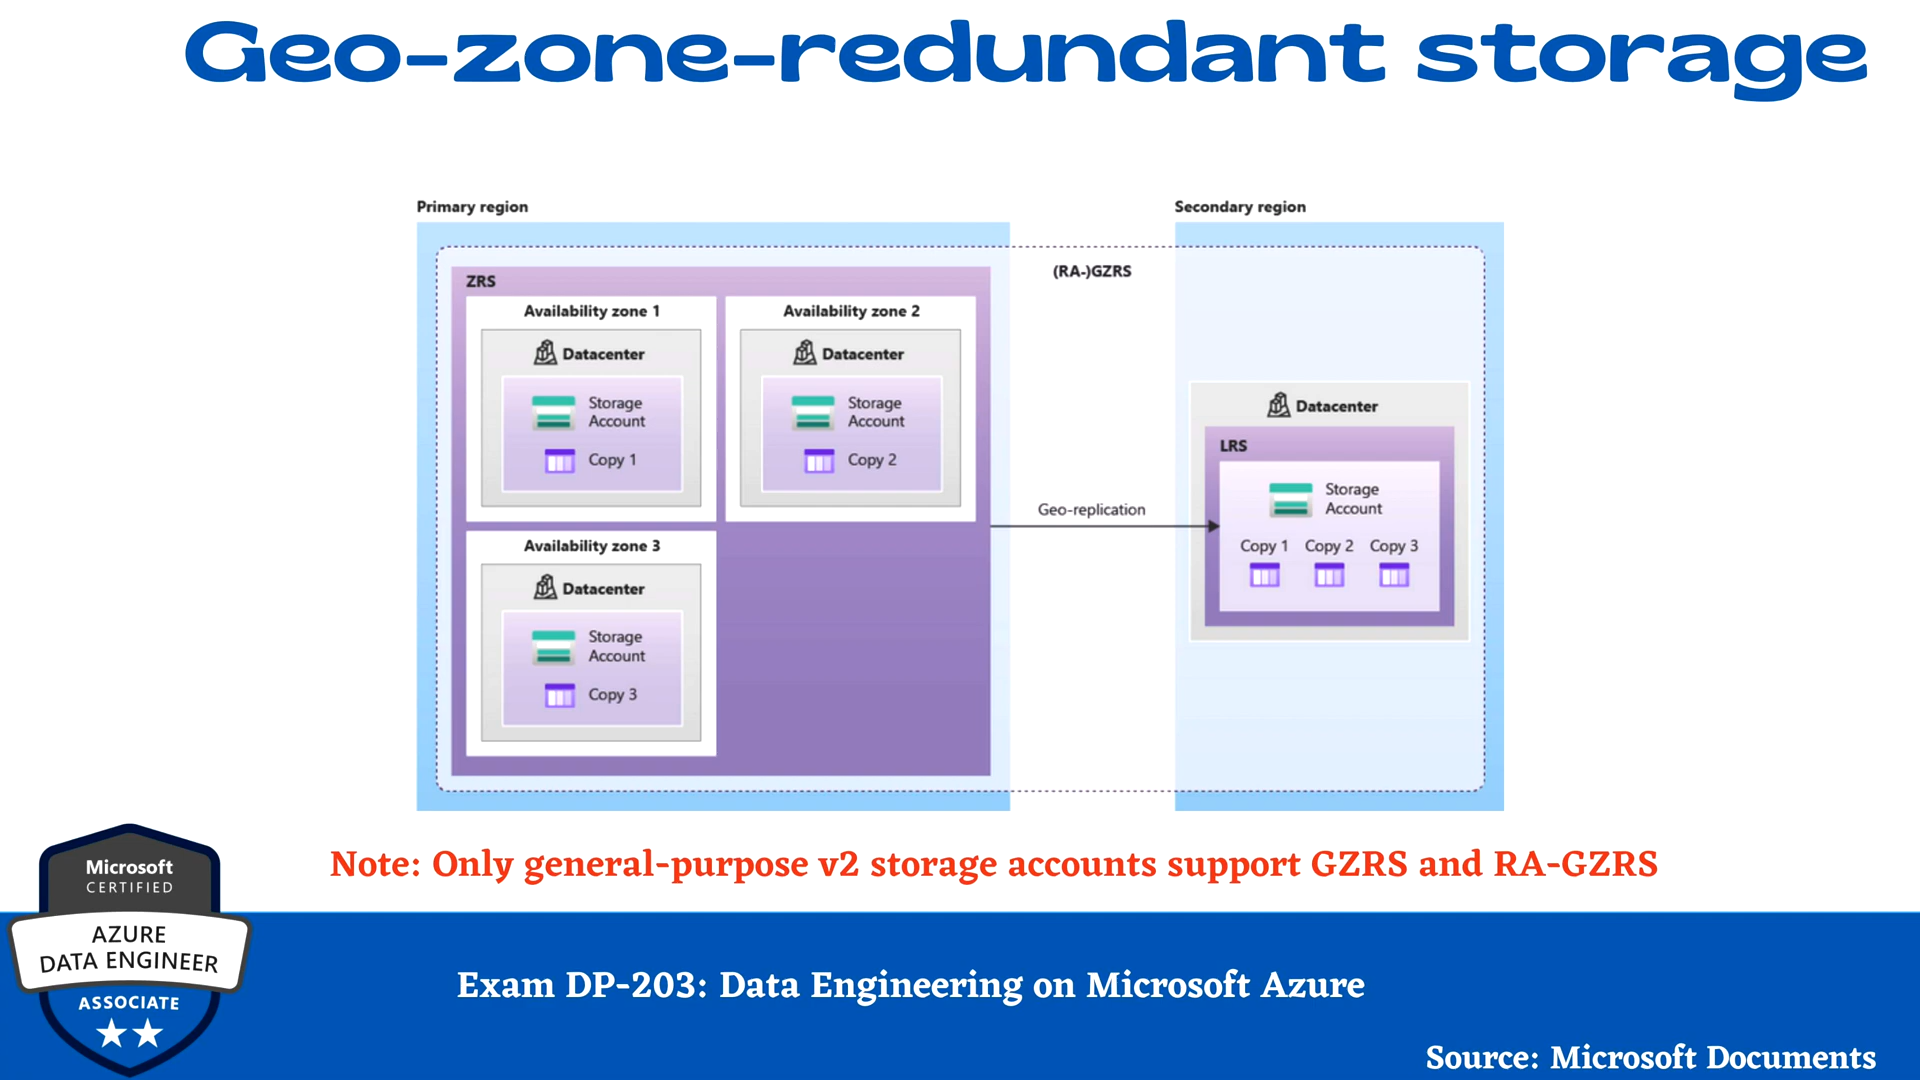 Geo-zone-redundant storage
Primary region
Secondary region
(RA-)GZRS
ZRS
Availability zone 1
Datacenter
Storage
Account
Copy 1
Availability zone 2
Datacenter
Storage
Account
Copy 2
Availability zone 3
Datacenter
Storage
Account
Copy 3
Geo-replication
Datacenter
LRS
Storage
Account
Copy 1 Copy 2 Copy 3
Note: Only general-purpose v2 storage accounts support GZRS and RA-GZRS
Microsoft
CERTIFIED
AZURE
DATA ENGINEER
ASSOCIATE
Exam DP-203: Data Engineering on Microsoft Azure
Source: Microsoft Documents